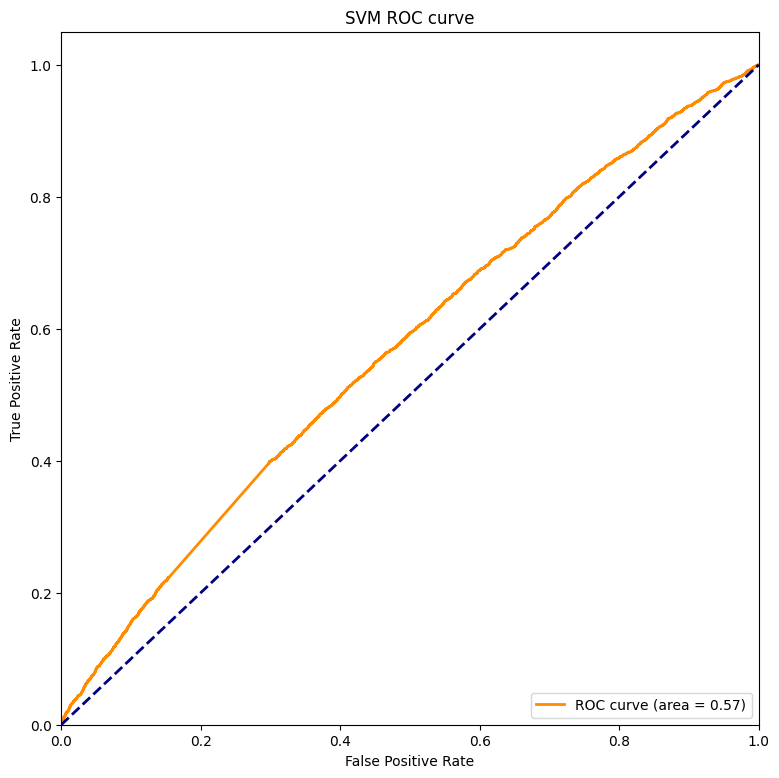 SVM ROC curve
True Positive Rate
1.0
0.8
0.6
0.4
0.2
0.0
0.0 0.2 0.4 0.6 0.8 1.0
False Positive Rate
ROC curve (area = 0.57)